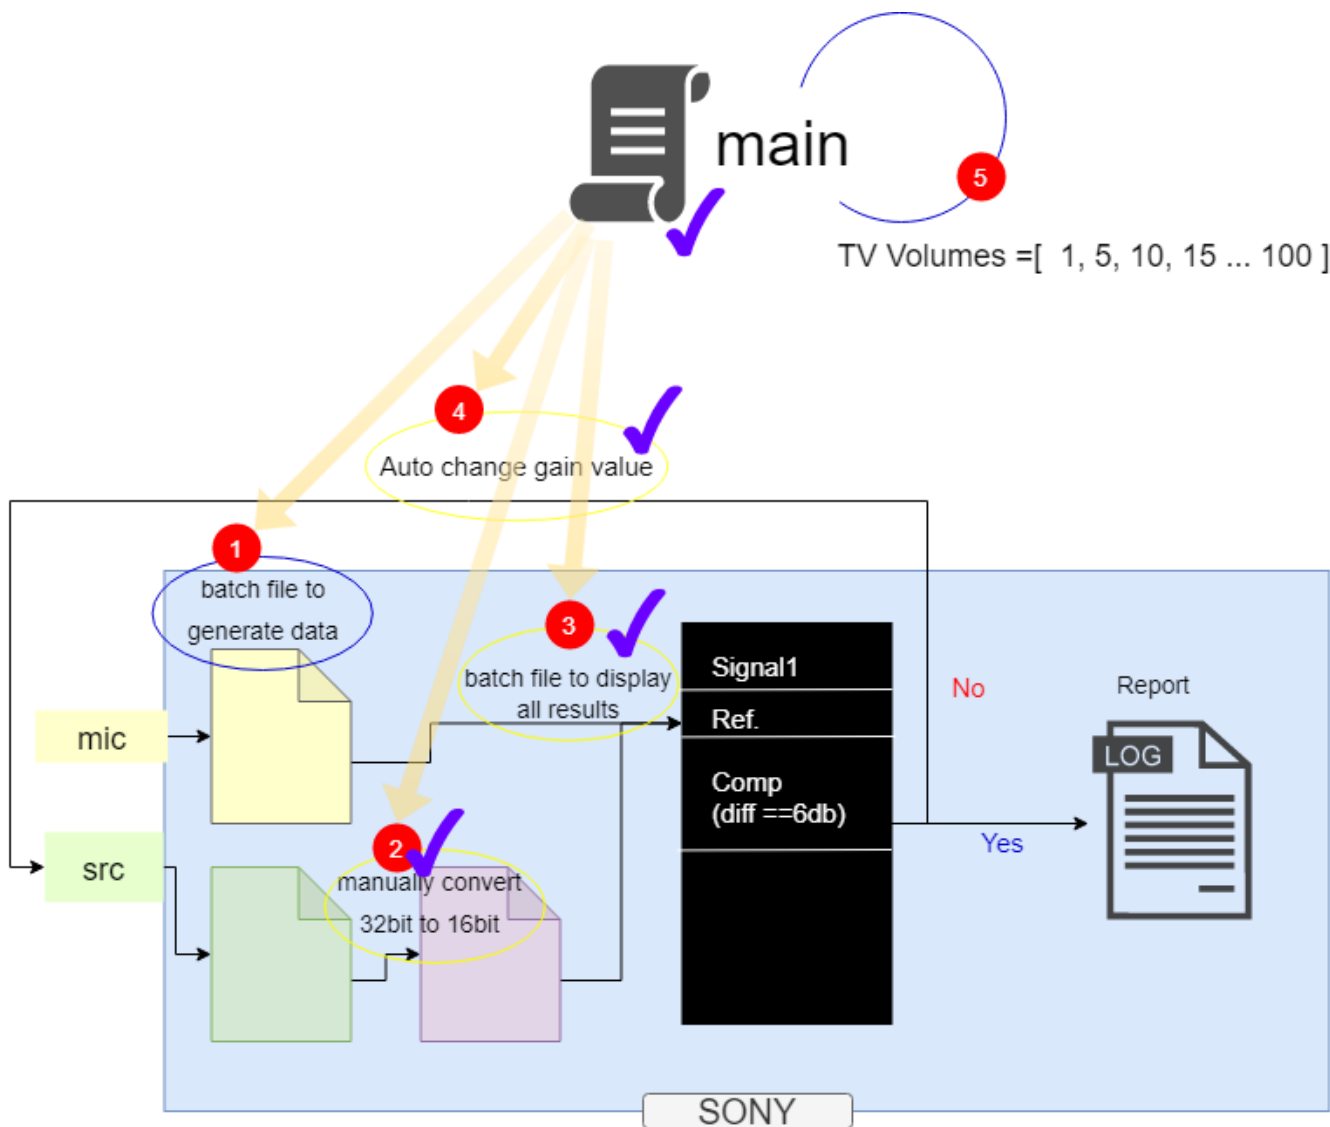 main
5
TV Volumes =[  1, 5, 10, 15 ... 100 ]
4
Auto change gain value
1
batch file to
generate data
3
batch file to display
all results
Signal1
Ref.
Comp
(diff ==6db)
No
Yes
Report
LOG
mic
src
2
manually convert
32bit to 16bit
SONY